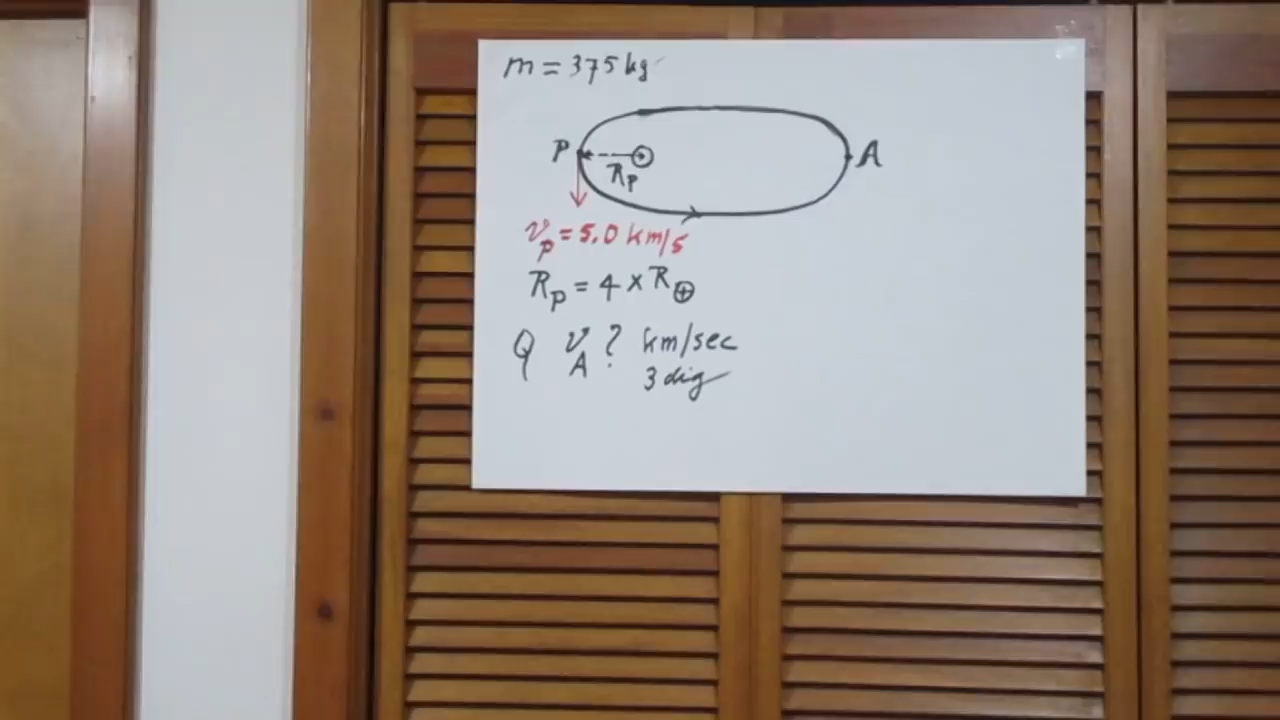 m = 375 kg
P
R_P
A
v_p = 5.0 km/s
R_p = 4 × R_⊕
Q v_A ? km/sec
3 dig